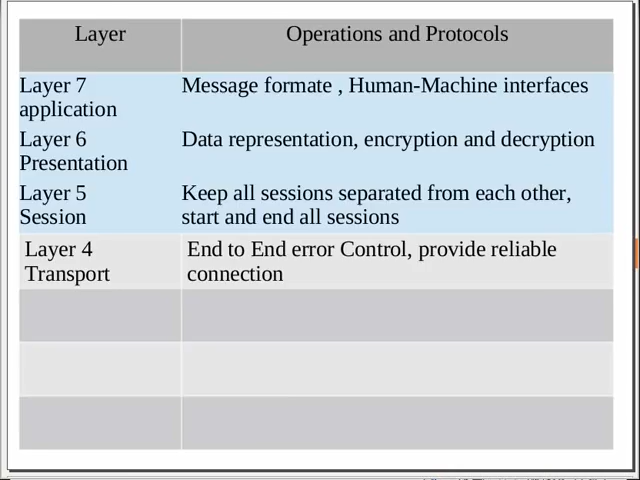 Layer Operations and Protocols
Layer 7 Message formate , Human-Machine interfaces
application
Layer 6 Data representation, encryption and decryption
Presentation
Layer 5 Keep all sessions separated from each other,
Session start and end all sessions
Layer 4 End to End error Control, provide reliable
Transport connection